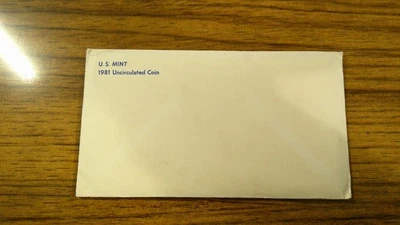 U. S. MINT
1981 Uncirculated Coin